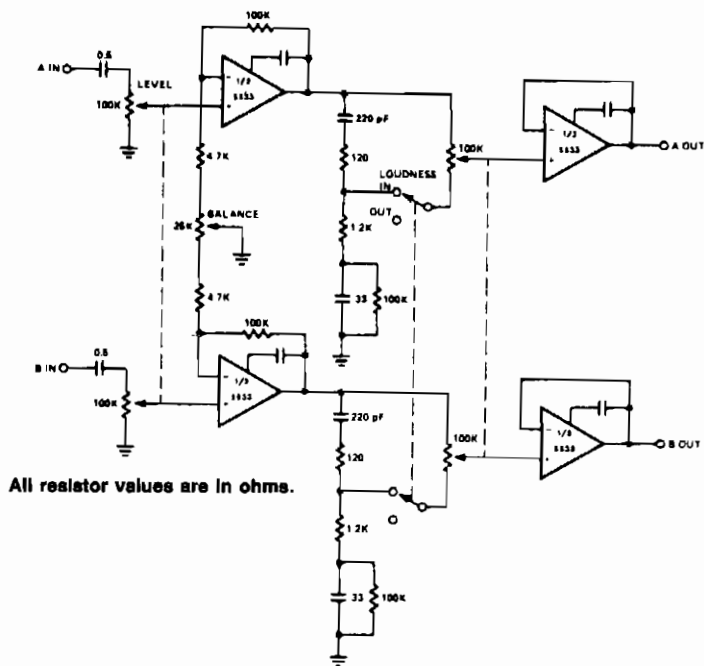 100K
A IN
0.5
LEVEL
100K
1/2
5533
4.7K
25K
BALANCE
4.7K
220 pF
120
LOUDNESS
IN
OUT
1.2K
33
100K
100K
1/2
5533
A OUT
100K
B IN
0.5
100K
1/2
5533
220 pF
120
1.2K
33
100K
100K
1/2
5533
B OUT
All resistor values are in ohms.